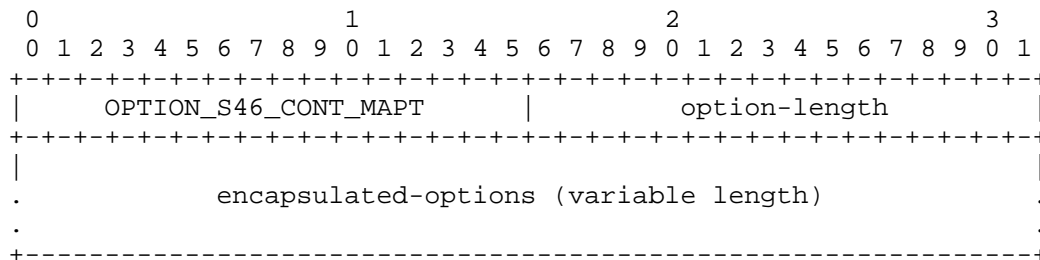 0                   1                   2                   3
 0 1 2 3 4 5 6 7 8 9 0 1 2 3 4 5 6 7 8 9 0 1 2 3 4 5 6 7 8 9 0 1
+-+-+-+-+-+-+-+-+-+-+-+-+-+-+-+-+-+-+-+-+-+-+-+-+-+-+-+-+-+-+-+-+
|     OPTION_S46_CONT_MAPT      |         option-length         |
+-+-+-+-+-+-+-+-+-+-+-+-+-+-+-+-+-+-+-+-+-+-+-+-+-+-+-+-+-+-+-+-+
|                                                               |
.            encapsulated-options (variable length)             .
.                                                               .
+---------------------------------------------------------------+